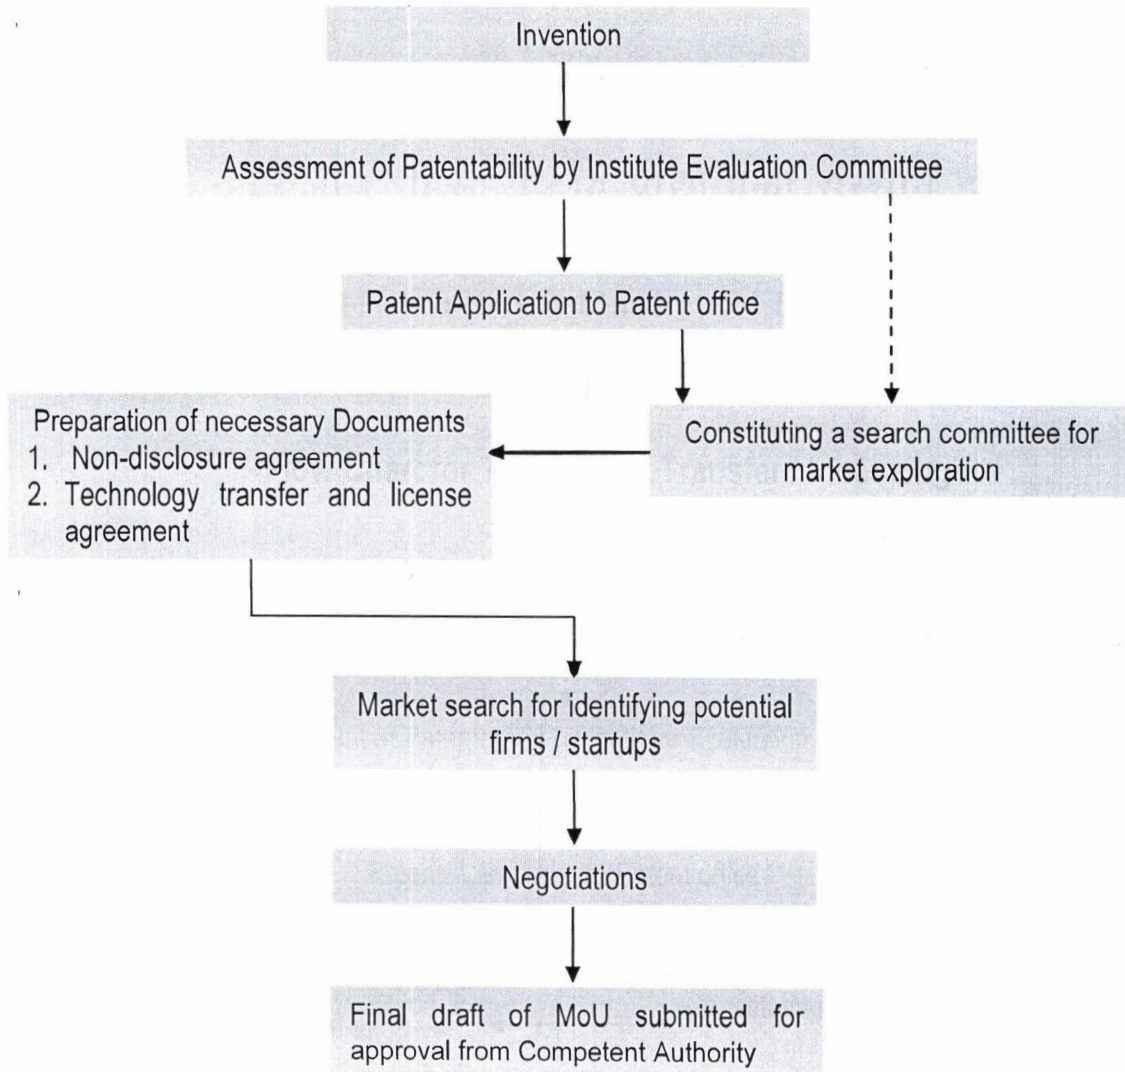 Invention
Assessment of Patentability by Institute Evaluation Committee
Patent Application to Patent office
Preparation of necessary Documents
1. Non-disclosure agreement
2. Technology transfer and license
agreement
Constituting a search committee for
market exploration
Market search for identifying potential
firms / startups
Negotiations
Final draft of MoU submitted for
approval from Competent Authority